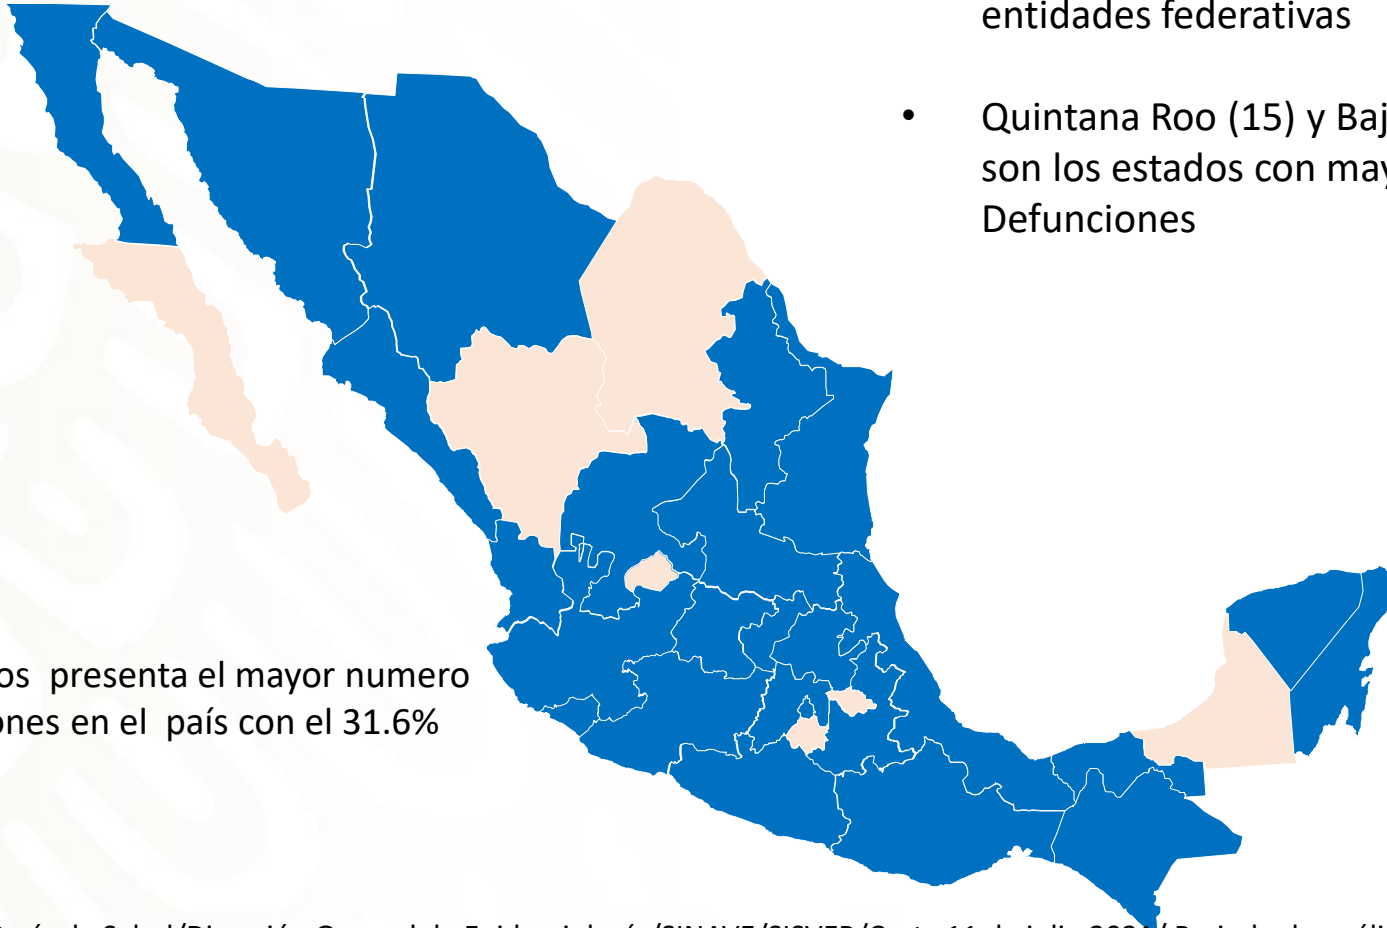 entidades federativas
• Quintana Roo (15) y Baj
son los estados con may
Defunciones
os presenta el mayor numero
ones en el país con el 31.6%